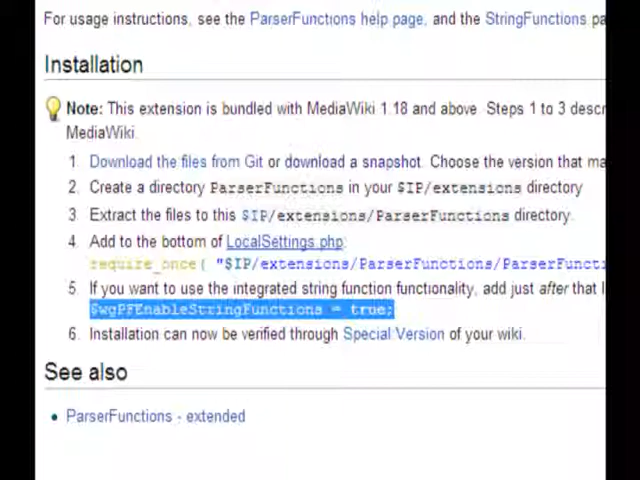 For usage instructions, see the ParserFunctions help page, and the StringFunctions pa
Installation
Note: This extension is bundled with MediaWiki 1.18 and above. Steps 1 to 3 descr
MediaWiki.
1. Download the files from Git or download a snapshot. Choose the version that ma
2. Create a directory ParserFunctions in your $IP/extensions directory
3. Extract the files to this $IP/extensions/ParserFunctions directory.
4. Add to the bottom of LocalSettings.php:
require_once( "$IP/extensions/ParserFunctions/ParserFuncti
5. If you want to use the integrated string function functionality, add just after that l
$wgPFEnableStringFunctions = true;
6. Installation can now be verified through Special:Version of your wiki.
See also
• ParserFunctions - extended